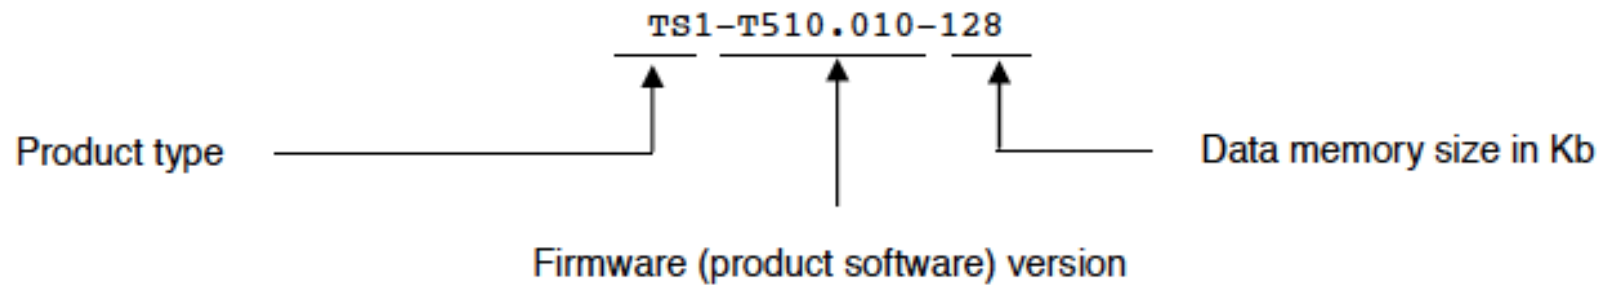 TS1-T510.010-128
Product type
Data memory size in Kb
Firmware (product software) version